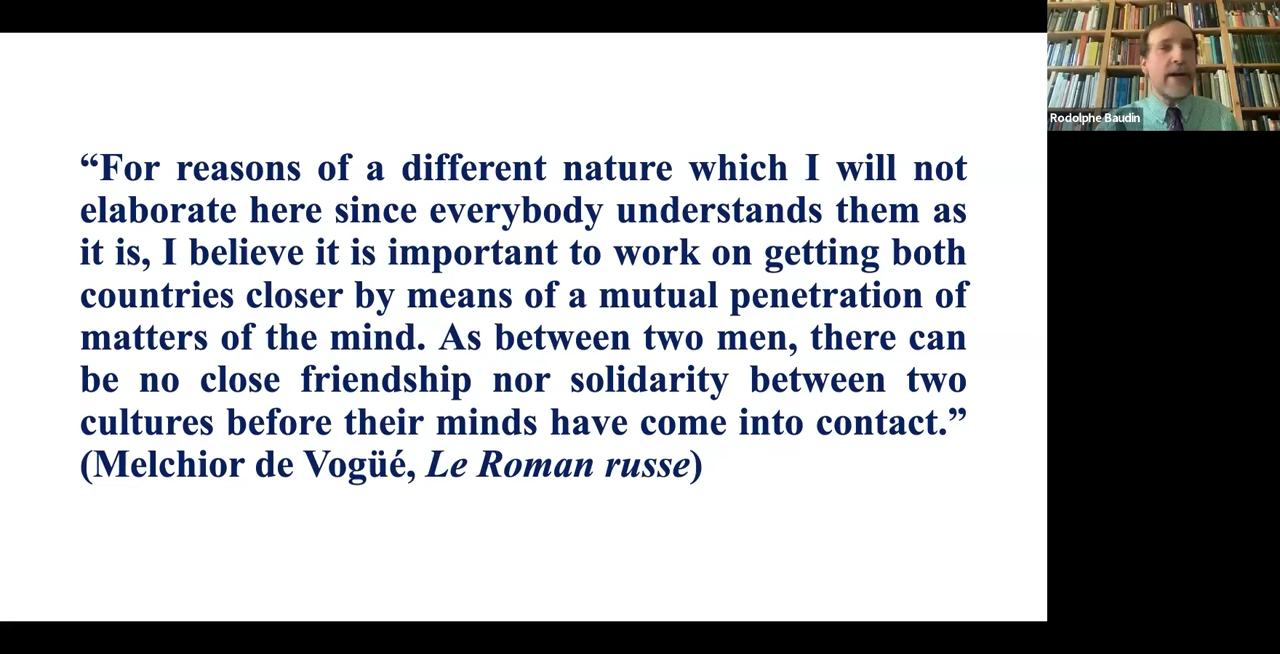 “For reasons of a different nature which I will not
elaborate here since everybody understands them as
it is, I believe it is important to work on getting both
countries closer by means of a mutual penetration of
matters of the mind. As between two men, there can
be no close friendship nor solidarity between two
cultures before their minds have come into contact.”
(Melchior de Vogüé, Le Roman russe)
Rodolphe Baudin